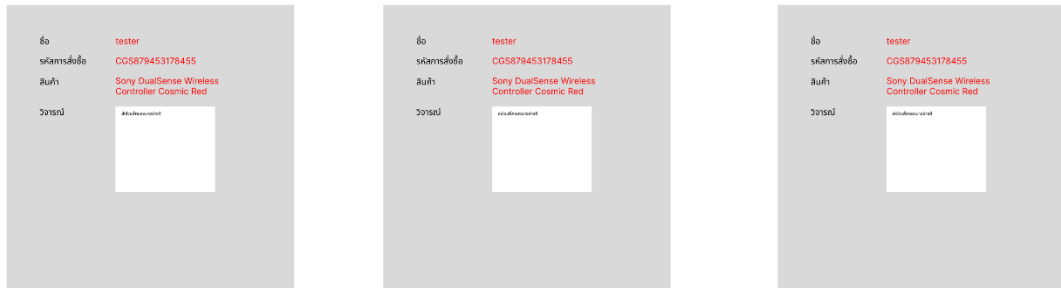 ชื่อ tester
รหัสการสั่งซื้อ CGS879453178455
สินค้า Sony DualSense Wireless
Controller Cosmic Red
วิจารณ์
ชื่อ tester
รหัสการสั่งซื้อ CGS879453178455
สินค้า Sony DualSense Wireless
Controller Cosmic Red
วิจารณ์
ชื่อ tester
รหัสการสั่งซื้อ CGS879453178455
สินค้า Sony DualSense Wireless
Controller Cosmic Red
วิจารณ์